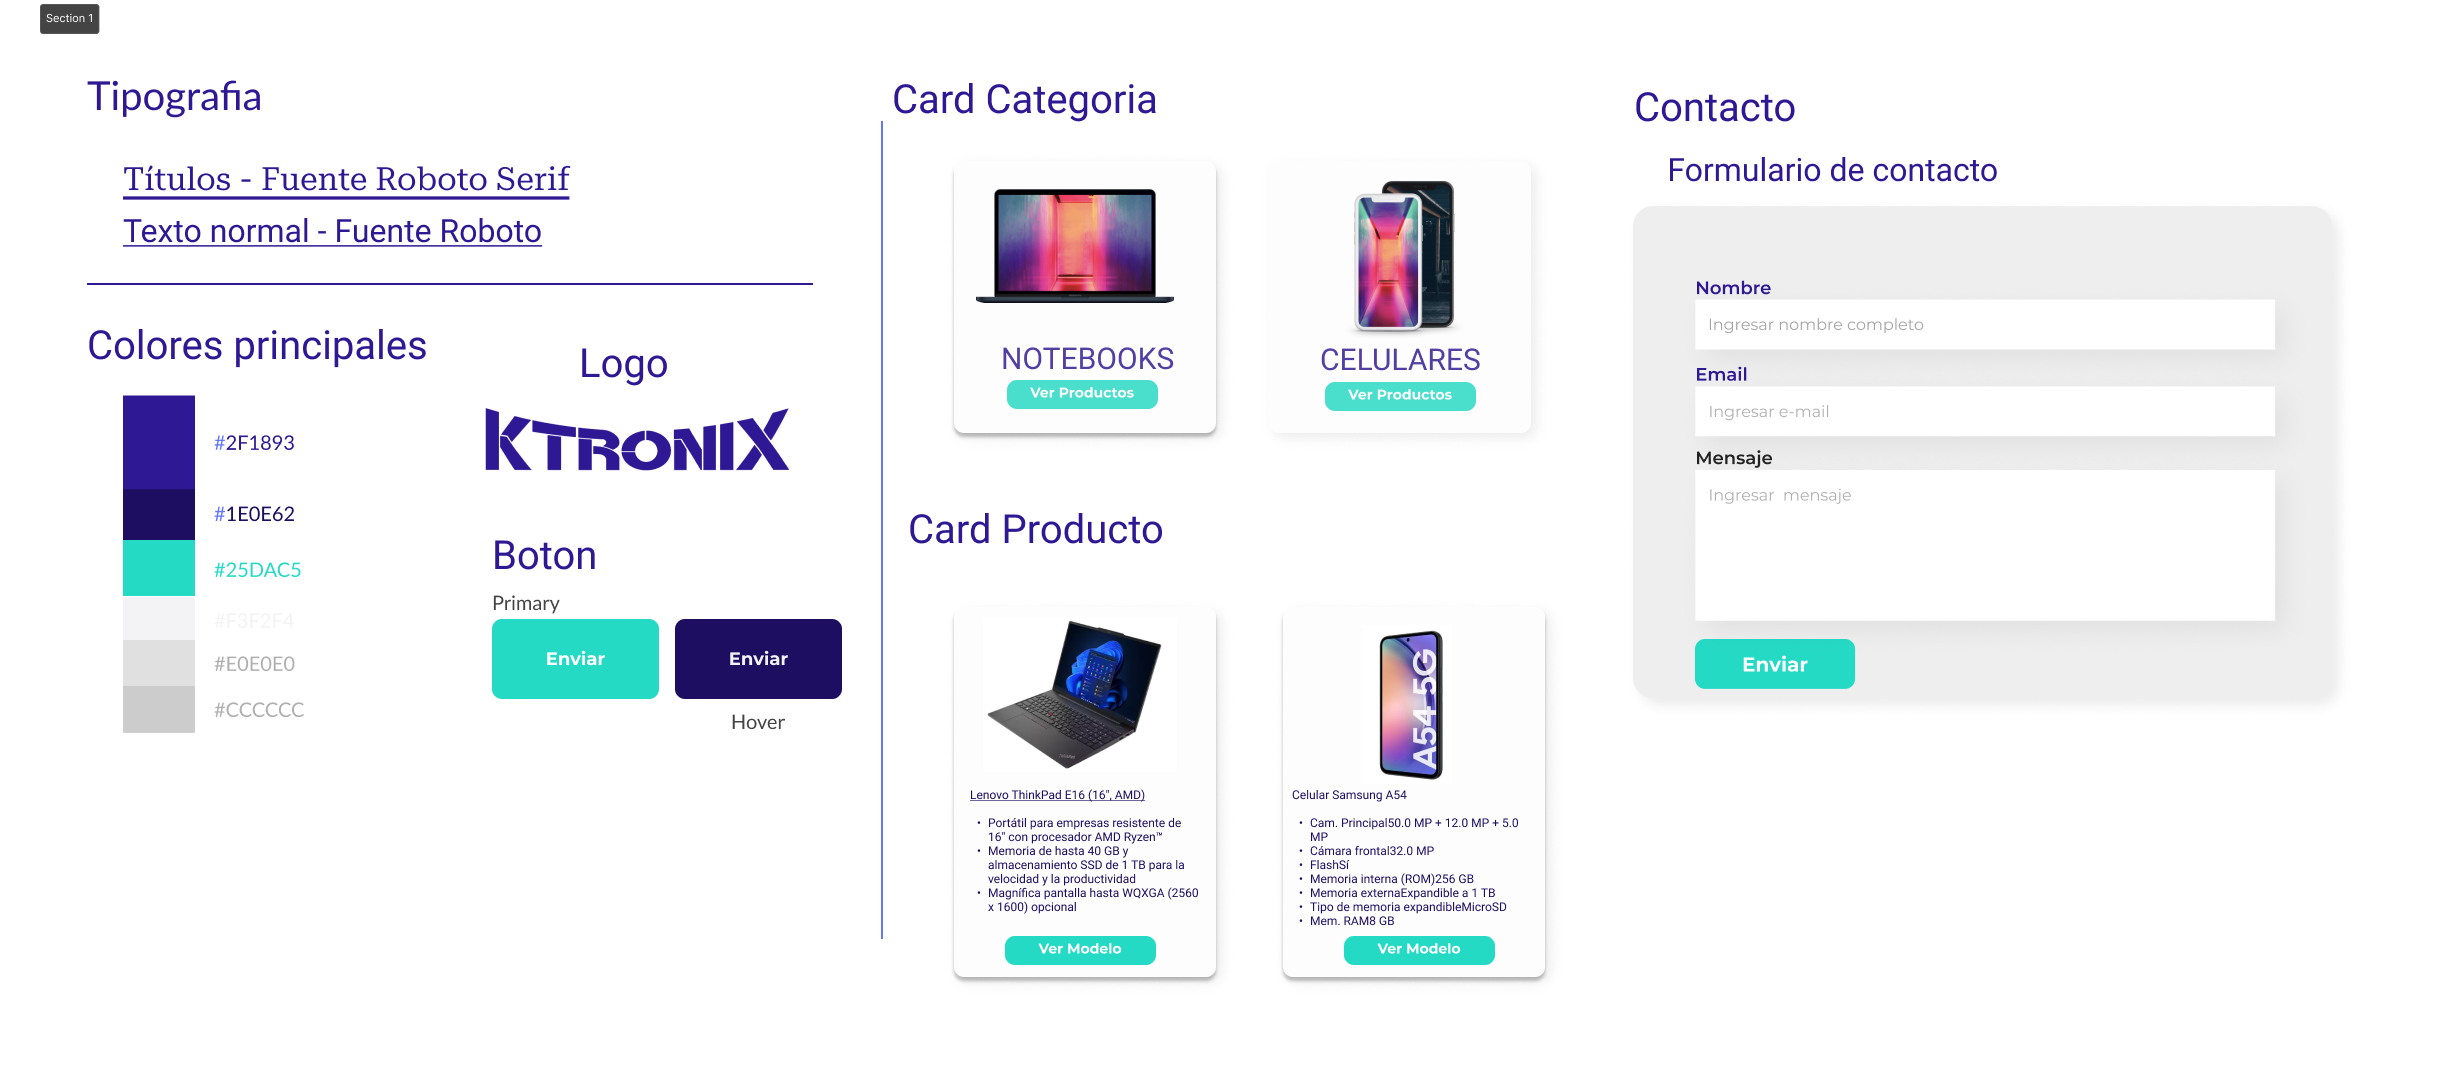 Section 1
Tipografia
Títulos - Fuente Roboto Serif
Texto normal - Fuente Roboto
Colores principales
#2F1893
#1E0E62
#25DAC5
#F3F2F4
#E0E0E0
#CCCCCC
Logo
KTRONIX
Boton
Primary
Enviar
Enviar
Hover
Card Categoria
NOTEBOOKS
Ver Productos
CELULARES
Ver Productos
Card Producto
Lenovo ThinkPad E16 (16", AMD)
• Portátil para empresas resistente de
16" con procesador AMD Ryzen™
• Memoria de hasta 40 GB y
almacenamiento SSD de 1 TB para la
velocidad y la productividad
• Magnífica pantalla hasta WQXGA (2560
x 1600) opcional
Ver Modelo
A54 5G
Celular Samsung A54
• Cam. Principal50.0 MP + 12.0 MP + 5.0
MP
• Cámara frontal32.0 MP
• FlashSí
• Memoria interna (ROM)256 GB
• Memoria externaExpandible a 1 TB
• Tipo de memoria expandibleMicroSD
• Mem. RAM8 GB
Ver Modelo
Contacto
Formulario de contacto
Nombre
Ingresar nombre completo
Email
Ingresar e-mail
Mensaje
Ingresar  mensaje
Enviar